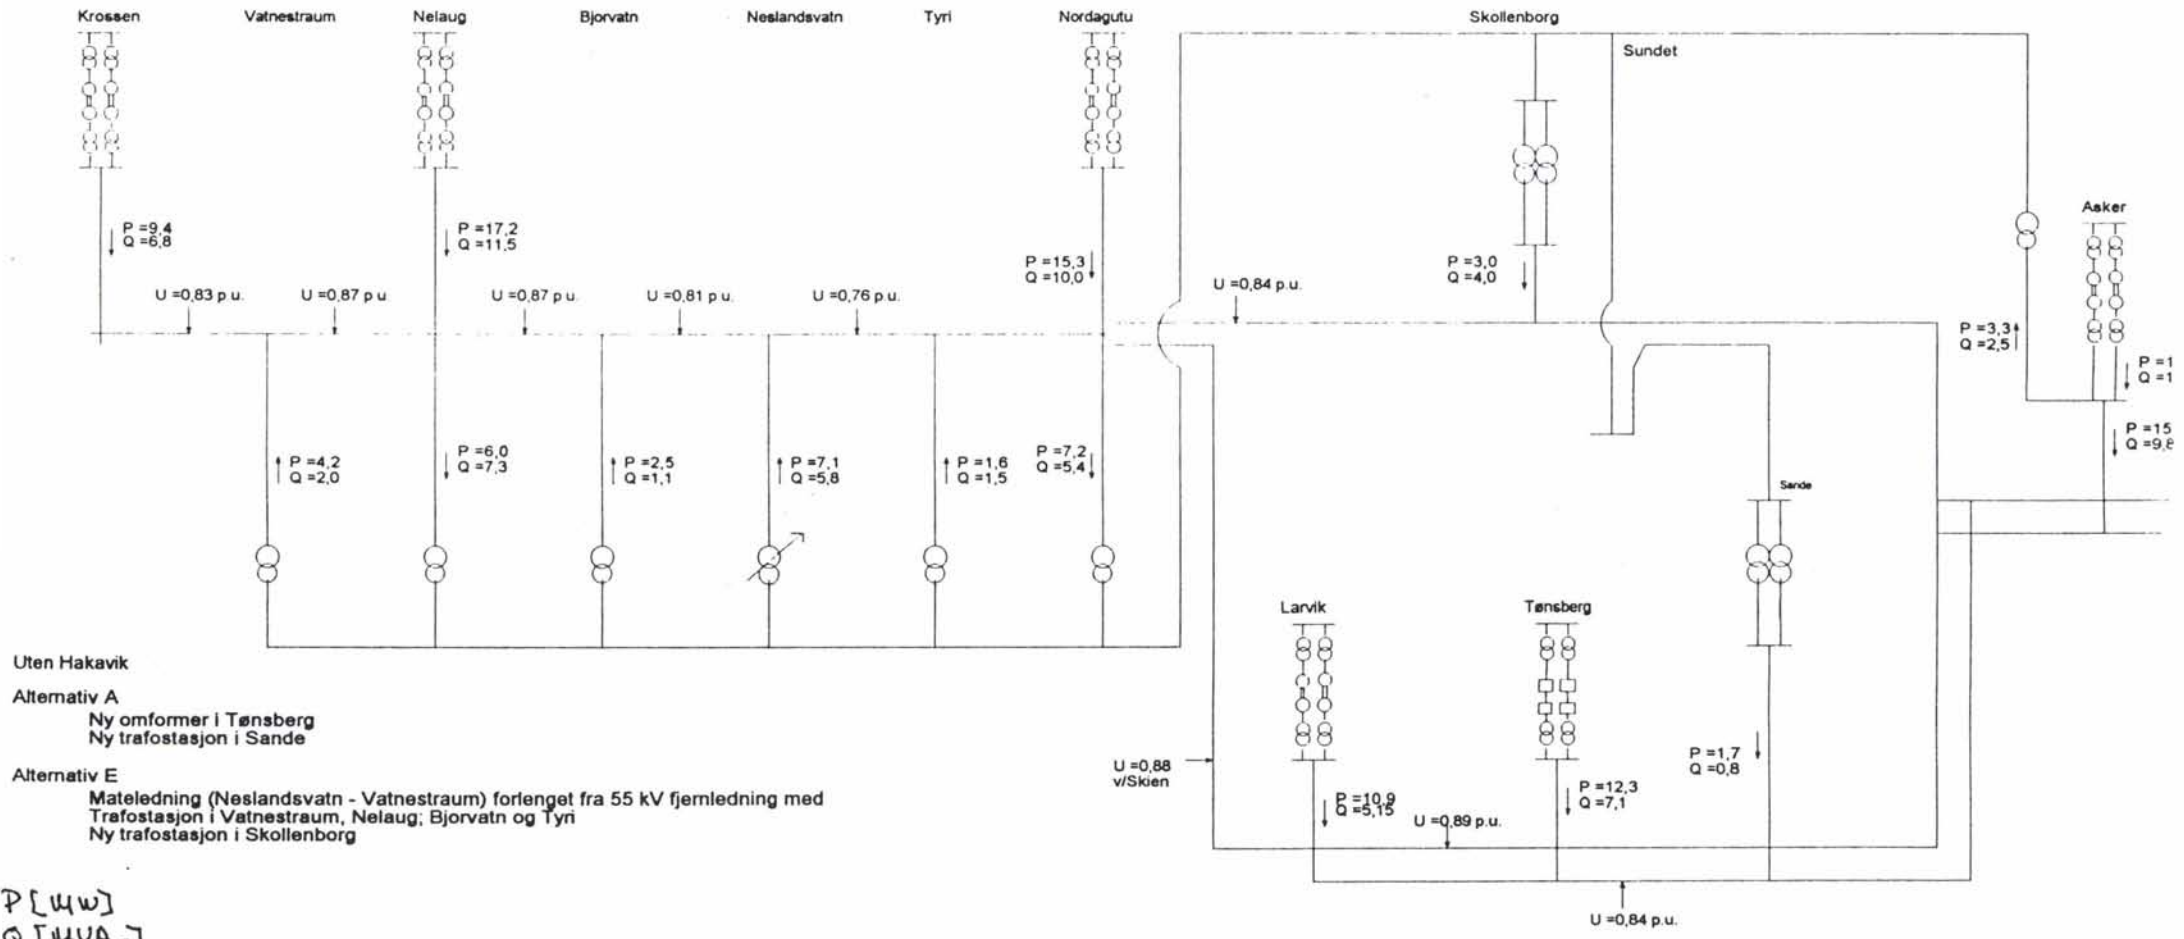 Krossen
Vatnestraum
Nelaug
Bjorvatn
Neslandsvatn
Tyri
Nordagutu
Skollenborg
Sundet
Asker
P =9,4
Q =6,8
P =17,2
Q =11,5
P =15,3
Q =10,0
P =3,0
Q =4,0
P =3,3
Q =2,5
P =1
Q =1
P =15
Q =9,8
U =0,83 p.u.
U =0,87 p.u.
U =0,87 p.u.
U =0,81 p.u.
U =0,76 p.u.
U =0,84 p.u.
P =4,2
Q =2,0
P =6,0
Q =7,3
P =2,5
Q =1,1
P =7,1
Q =5,8
P =1,6
Q =1,5
P =7,2
Q =5,4
Sande
Larvik
Tønsberg
P =10,9
Q =5,15
P =12,3
Q =7,1
P =1,7
Q =0,8
U =0,88
v/Skien
U =0,89 p.u.
U =0,84 p.u.
Uten Hakavik
Alternativ A
Ny omformer i Tønsberg
Ny trafostasjon i Sande
Alternativ E
Mateledning (Neslandsvatn - Vatnestraum) forlenget fra 55 kV fjernledning med
Trafostasjon i Vatnestraum, Nelaug; Bjorvatn og Tyri
Ny trafostasjon i Skollenborg
P [MW]